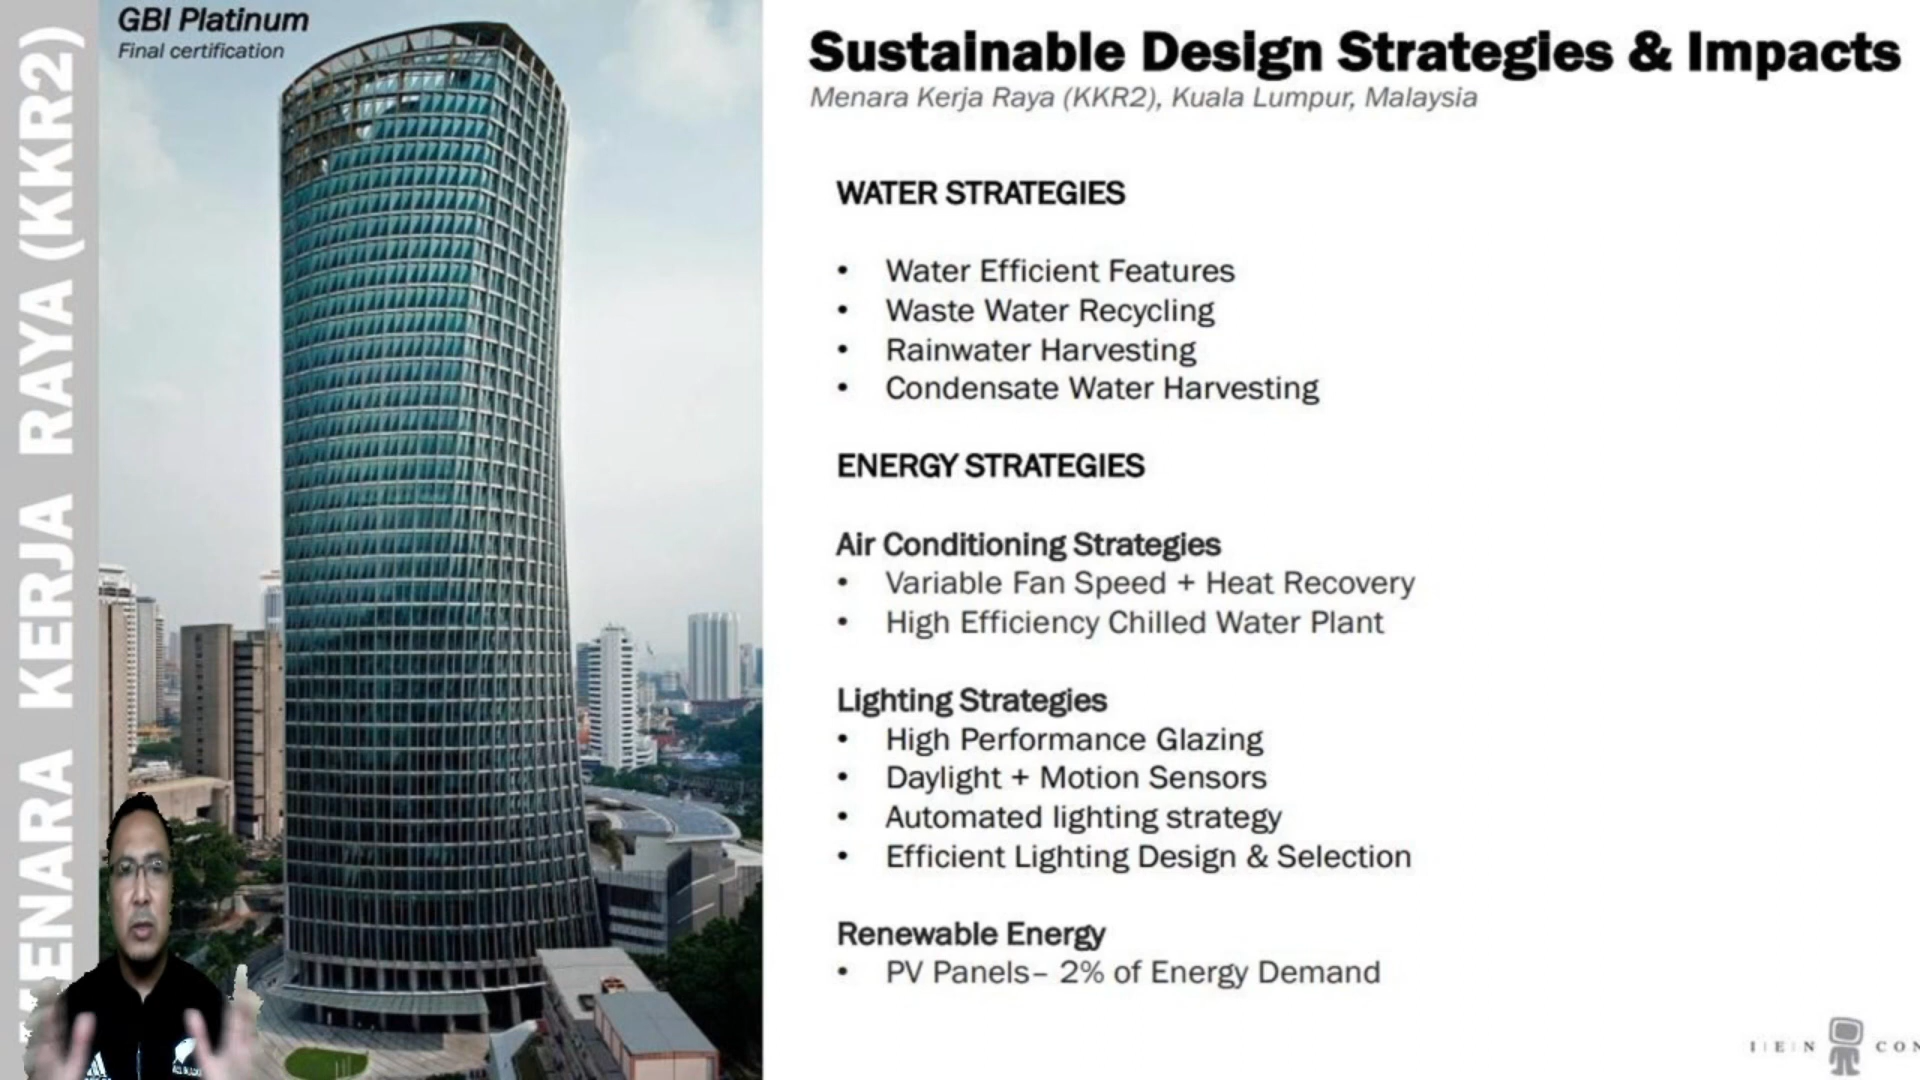 GBI Platinum
Final certification
MENARA KERJA RAYA (KKR2)
Sustainable Design Strategies & Impacts
Menara Kerja Raya (KKR2), Kuala Lumpur, Malaysia
WATER STRATEGIES
• Water Efficient Features
• Waste Water Recycling
• Rainwater Harvesting
• Condensate Water Harvesting
ENERGY STRATEGIES
Air Conditioning Strategies
• Variable Fan Speed + Heat Recovery
• High Efficiency Chilled Water Plant
Lighting Strategies
• High Performance Glazing
• Daylight + Motion Sensors
• Automated lighting strategy
• Efficient Lighting Design & Selection
Renewable Energy
• PV Panels– 2% of Energy Demand
IEN CON